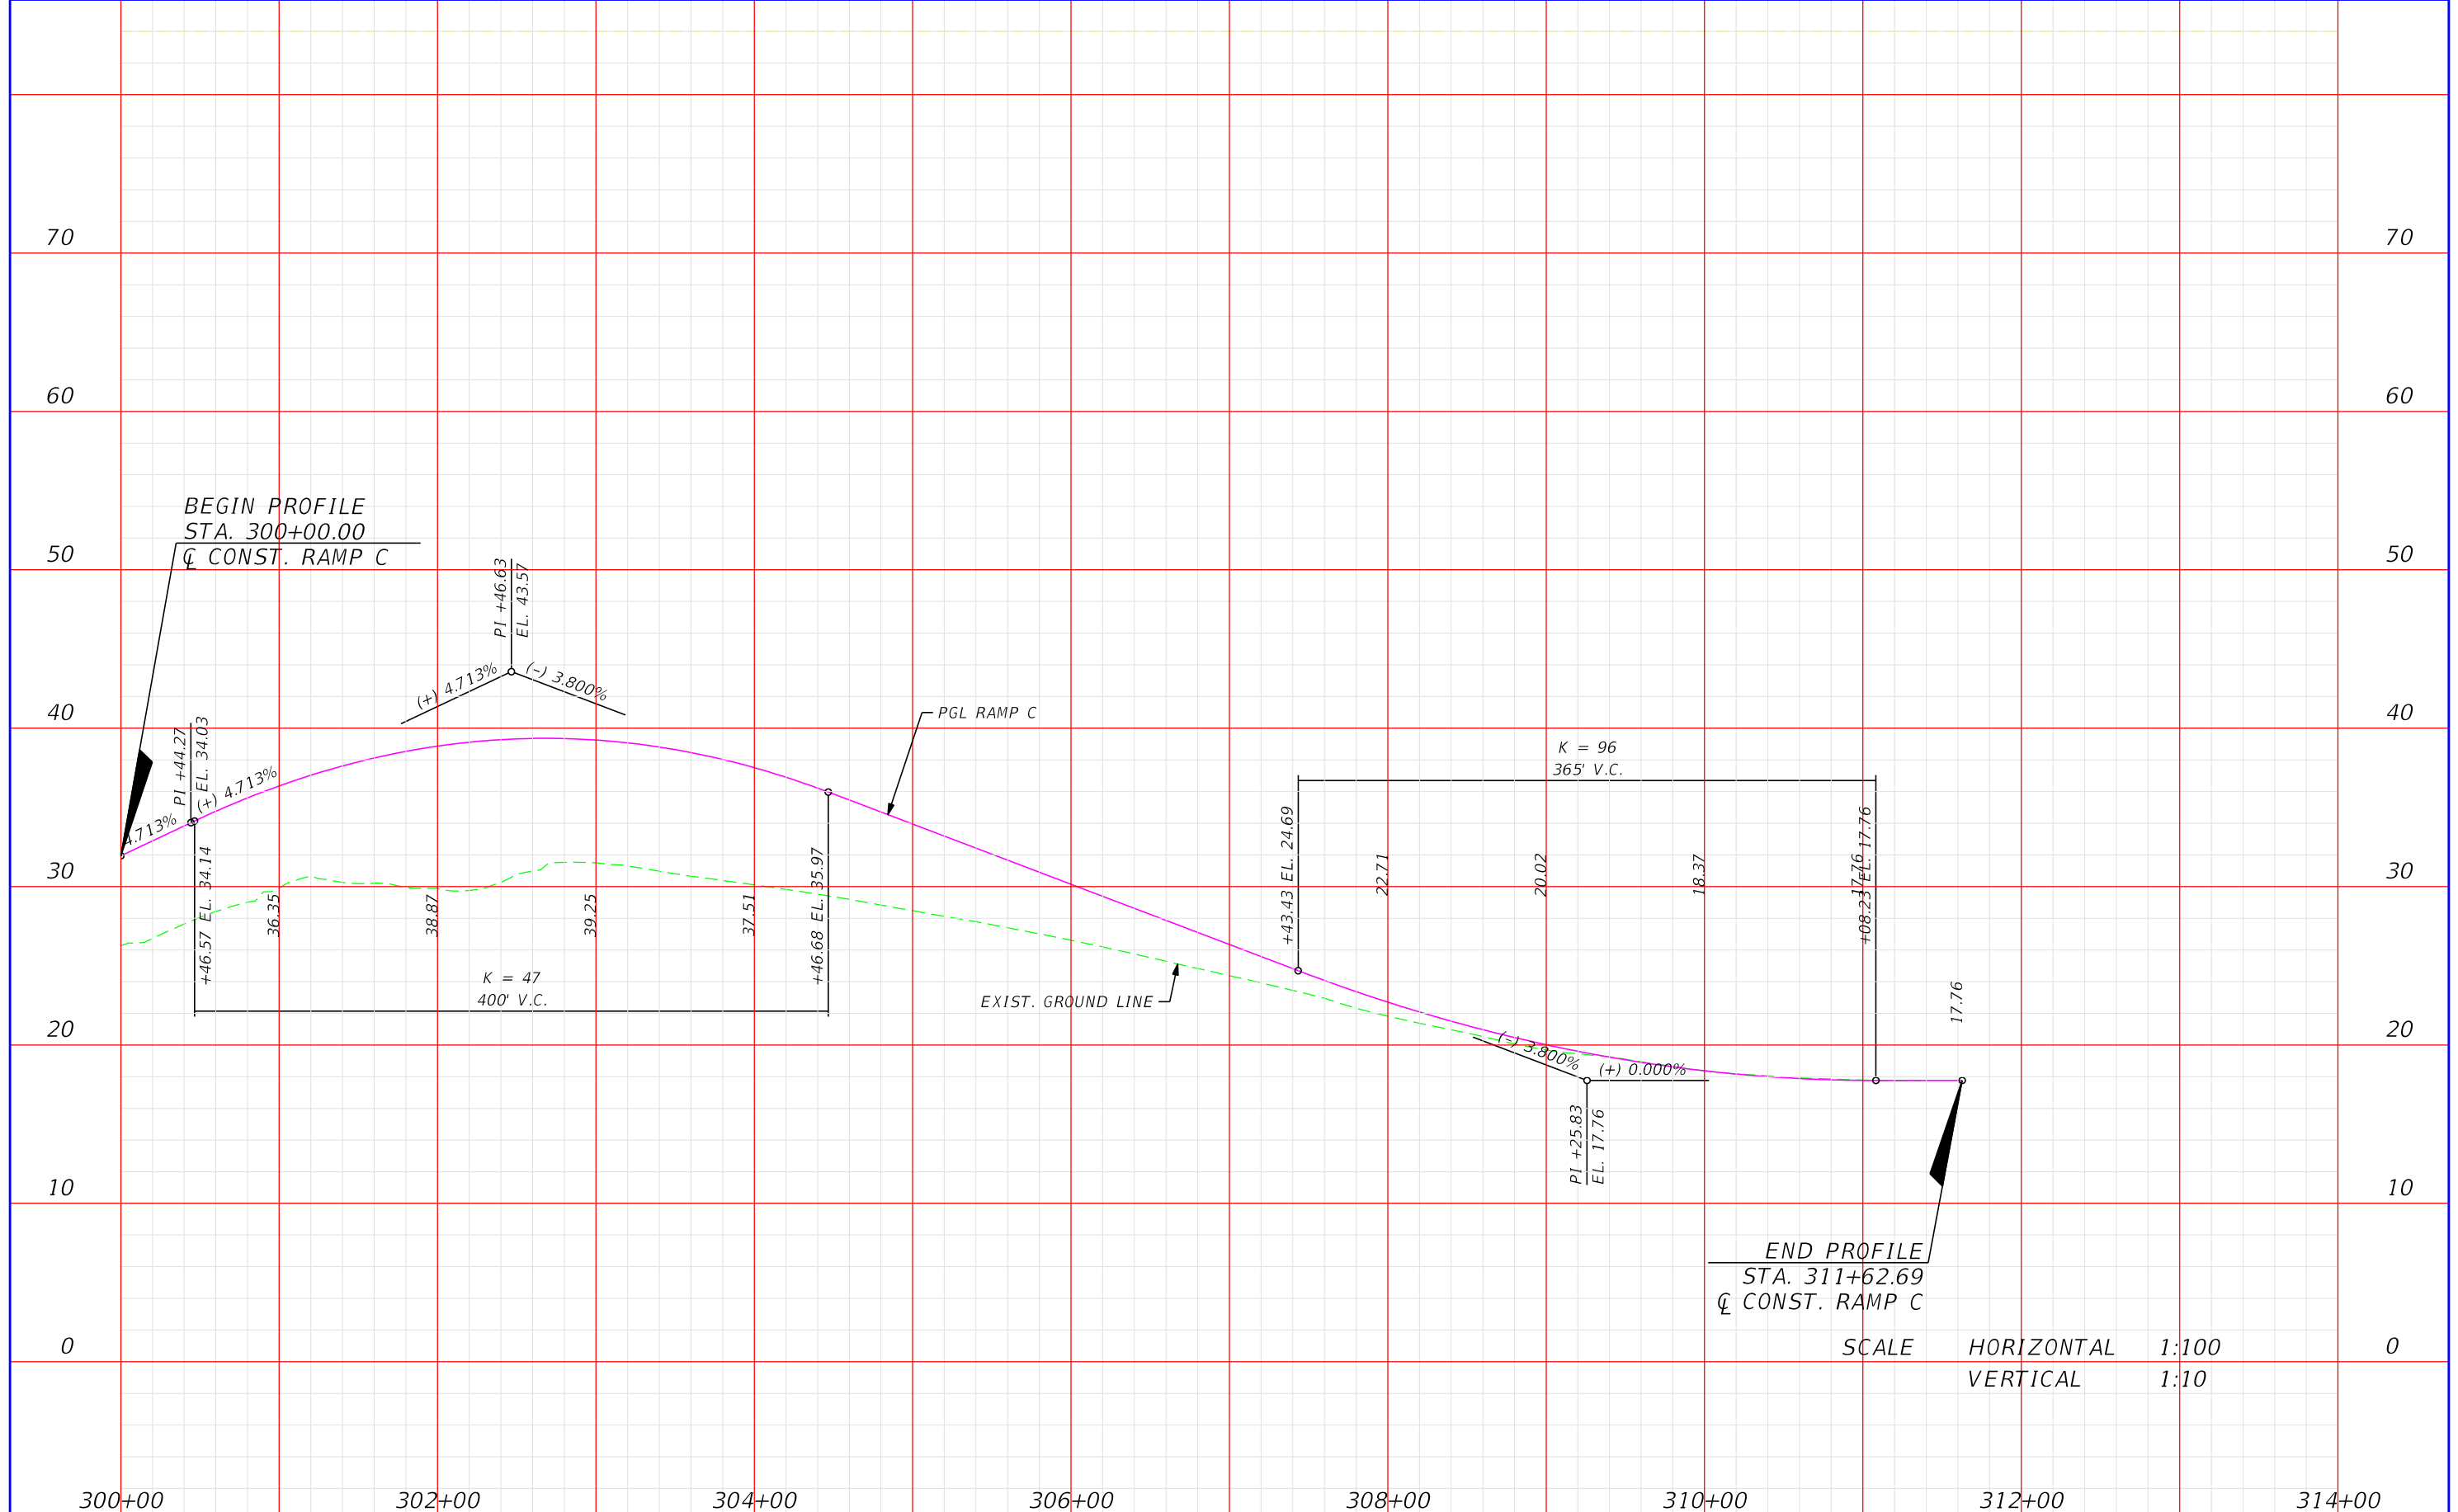 70
70
60
60
BEGIN PROFILE
STA. 300+00.00
℄ CONST. RAMP C
50
50
PI +46.63
EL. 43.57
(+) 4.713%
(-) 3.800%
40
40
PI +44.27
EL. 34.03
4.713%
(+) 4.713%
PGL RAMP C
K = 96
365' V.C.
30
30
+46.57 EL. 34.14
36.35
38.87
39.25
37.51
+46.68 EL. 35.97
+43.43 EL. 24.69
22.71
20.02
18.37
17.76
+08.23 EL. 17.76
K = 47
400' V.C.
EXIST. GROUND LINE
17.76
20
20
(-) 3.800%
(+) 0.000%
PI +25.83
EL. 17.76
10
10
END PROFILE
STA. 311+62.69
℄ CONST. RAMP C
0
0
SCALE HORIZONTAL 1:100
VERTICAL 1:10
300+00
302+00
304+00
306+00
308+00
310+00
312+00
314+00